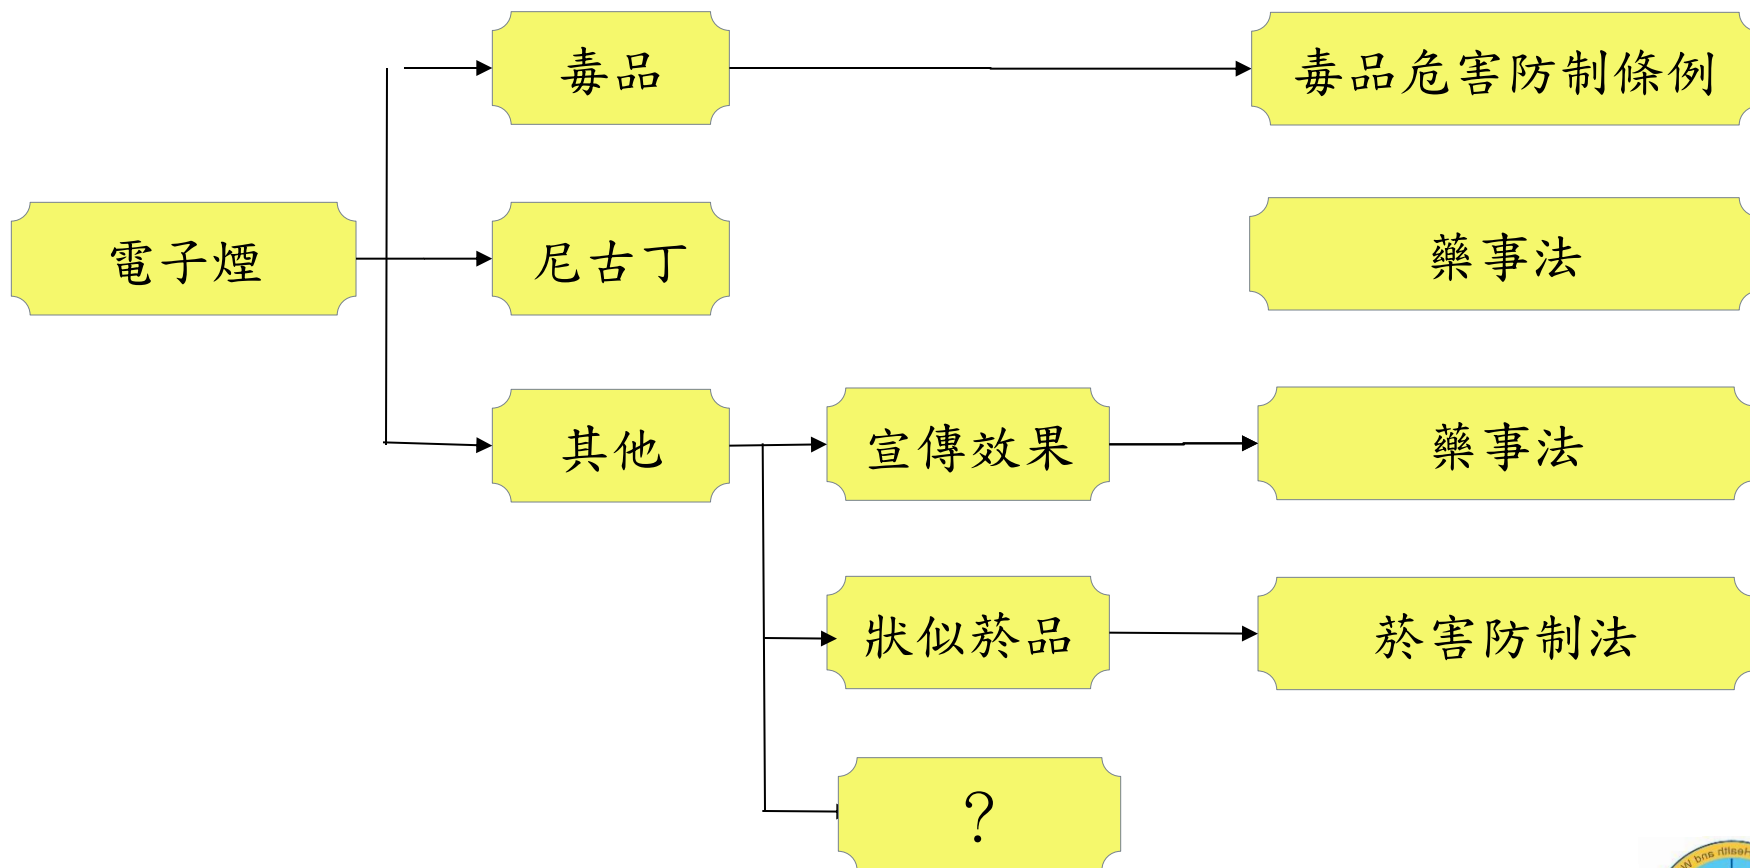 毒品
毒品危害防制條例
電子煙
尼古丁
藥事法
其他
宣傳效果
藥事法
狀似菸品
菸害防制法
？